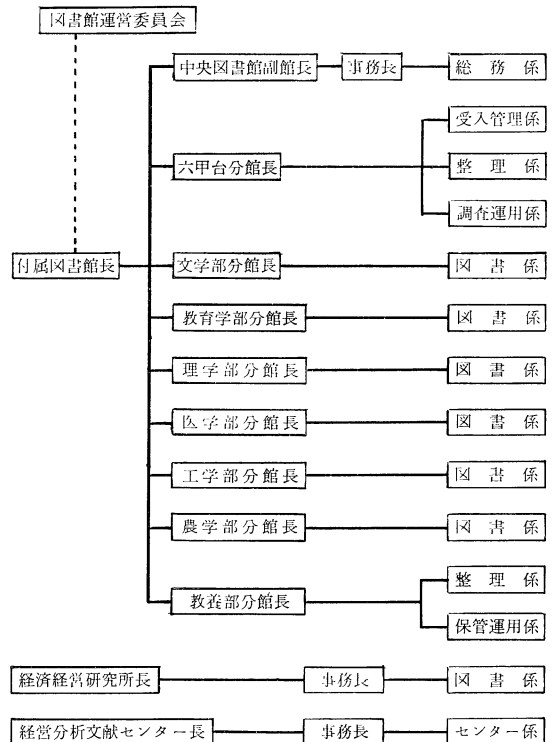 図書館運営委員会
中央図書館副館長 事務長 総務係
受入管理係
六甲台分館長 整理係
調査運用係
付属図書館長 文学部分館長 図書係
教育学部分館長 図書係
理学部分館長 図書係
医学部分館長 図書係
工学部分館長 図書係
農学部分館長 図書係
整理係
教養部分館長
保管運用係
経済経営研究所長 事務長 図書係
経営分析文献センター長 事務長 センター係